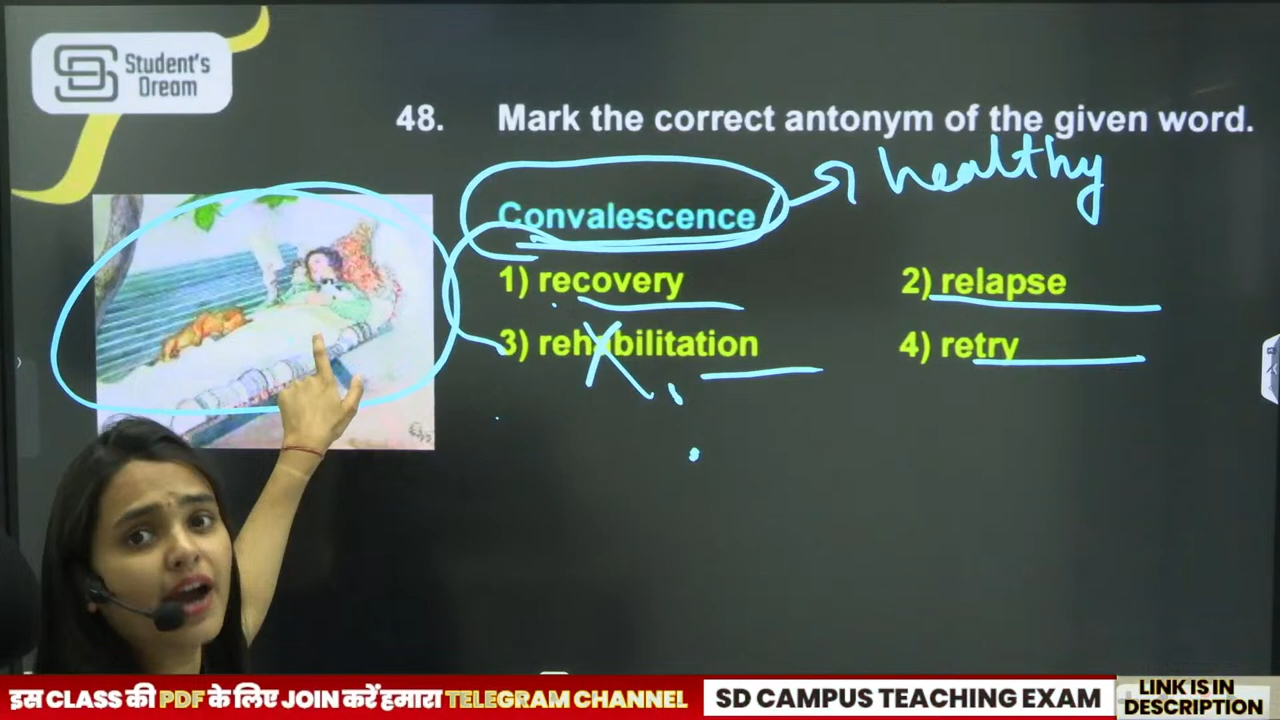 Student's
Dream
48. Mark the correct antonym of the given word.
healthy
Convalescence
1) recovery 2) relapse
3) rehabilitation 4) retry
इस CLASS की PDF के लिए JOIN करें हमारा TELEGRAM CHANNEL
SD CAMPUS TEACHING EXAM
LINK IS IN
DESCRIPTION